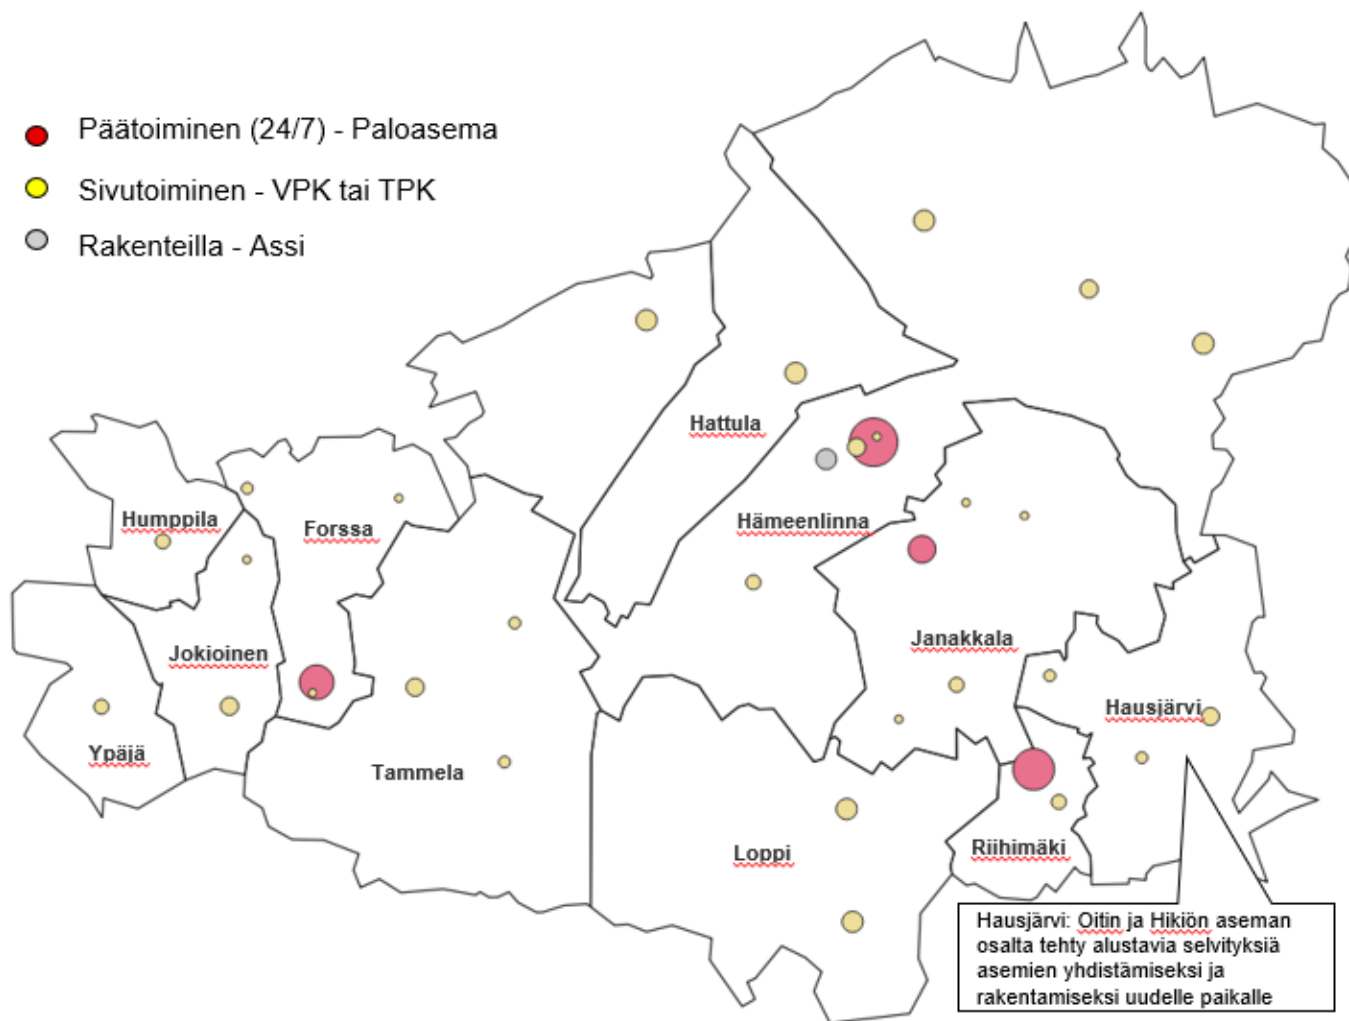 Päätoiminen (24/7) - Paloasema
Sivutoiminen - VPK tai TPK
Rakenteilla - Assi
Hattula
Humppila
Forssa
Hämeenlinna
Jokioinen
Janakkala
Hausjärvi
Ypäjä
Tammela
Loppi
Riihimäki
Hausjärvi: Oitin ja Hikiön aseman
osalta tehty alustavia selvityksiä
asemien yhdistämiseksi ja
rakentamiseksi uudelle paikalle